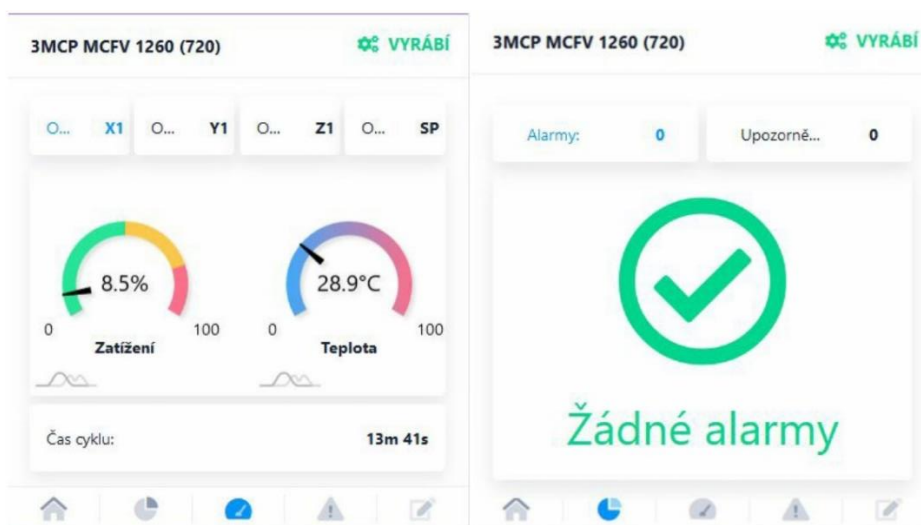 3MCP MCFV 1260 (720) VYRÁBÍ
O... X1 O... Y1 O... Z1 O... SP
8.5% 28.9°C
0 100 0 100
Zatížení Teplota
Čas cyklu: 13m 41s
3MCP MCFV 1260 (720) VYRÁBÍ
Alarmy: 0 Upozorně... 0
Žádné alarmy